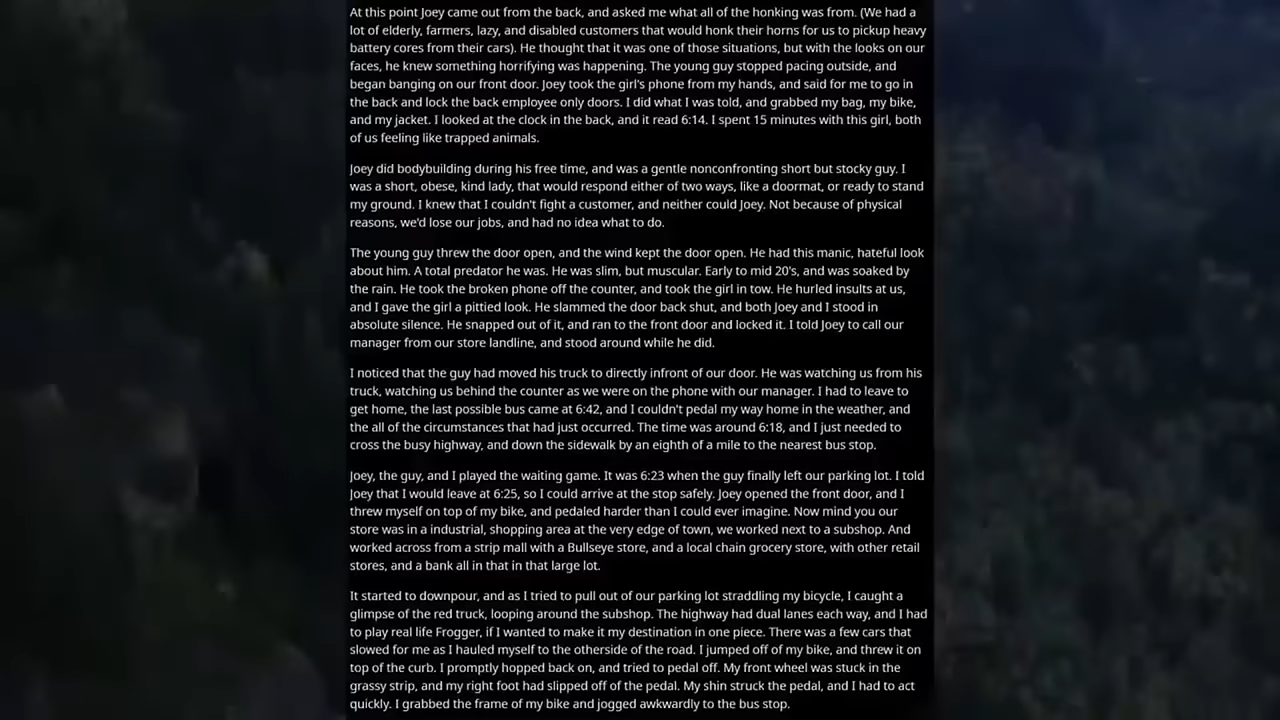 At this point Joey came out from the back, and asked me what all of the honking was from. (We had a
lot of elderly, farmers, lazy, and disabled customers that would honk their horns for us to pickup heavy
battery cores from their cars). He thought that it was one of those situations, but with the looks on our
faces, he knew something horrifying was happening. The young guy stopped pacing outside, and
began banging on our front door. Joey took the girl's phone from my hands, and said for me to go in
the back and lock the back employee only doors. I did what I was told, and grabbed my bag, my bike,
and my jacket. I looked at the clock in the back, and it read 6:14. I spent 15 minutes with this girl, both
of us feeling like trapped animals.
Joey did bodybuilding during his free time, and was a gentle nonconfronting short but stocky guy. I
was a short, obese, kind lady, that would respond either of two ways, like a doormat, or ready to stand
my ground. I knew that I couldn't fight a customer, and neither could Joey. Not because of physical
reasons, we'd lose our jobs, and had no idea what to do.
The young guy threw the door open, and the wind kept the door open. He had this manic, hateful look
about him. A total predator he was. He was slim, but muscular. Early to mid 20's, and was soaked by
the rain. He took the broken phone off the counter, and took the girl in tow. He hurled insults at us,
and I gave the girl a pittied look. He slammed the door back shut, and both Joey and I stood in
absolute silence. He snapped out of it, and ran to the front door and locked it. I told Joey to call our
manager from our store landline, and stood around while he did.
I noticed that the guy had moved his truck to directly infront of our door. He was watching us from his
truck, watching us behind the counter as we were on the phone with our manager. I had to leave to
get home, the last possible bus came at 6:42, and I couldn't pedal my way home in the weather, and
the all of the circumstances that had just occurred. The time was around 6:18, and I just needed to
cross the busy highway, and down the sidewalk by an eighth of a mile to the nearest bus stop.
Joey, the guy, and I played the waiting game. It was 6:23 when the guy finally left our parking lot. I told
Joey that I would leave at 6:25, so I could arrive at the stop safely. Joey opened the front door, and I
threw myself on top of my bike, and pedaled harder than I could ever imagine. Now mind you our
store was in a industrial, shopping area at the very edge of town, we worked next to a subshop. And
worked across from a strip mall with a Bullseye store, and a local chain grocery store, with other retail
stores, and a bank all in that in that large lot.
It started to downpour, and as I tried to pull out of our parking lot straddling my bicycle, I caught a
glimpse of the red truck, looping around the subshop. The highway had dual lanes each way, and I had
to play real life Frogger, if I wanted to make it my destination in one piece. There was a few cars that
slowed for me as I hauled myself to the otherside of the road. I jumped off of my bike, and threw it on
top of the curb. I promptly hopped back on, and tried to pedal off. My front wheel was stuck in the
grassy strip, and my right foot had slipped off of the pedal. My shin struck the pedal, and I had to act
quickly. I grabbed the frame of my bike and jogged awkwardly to the bus stop.